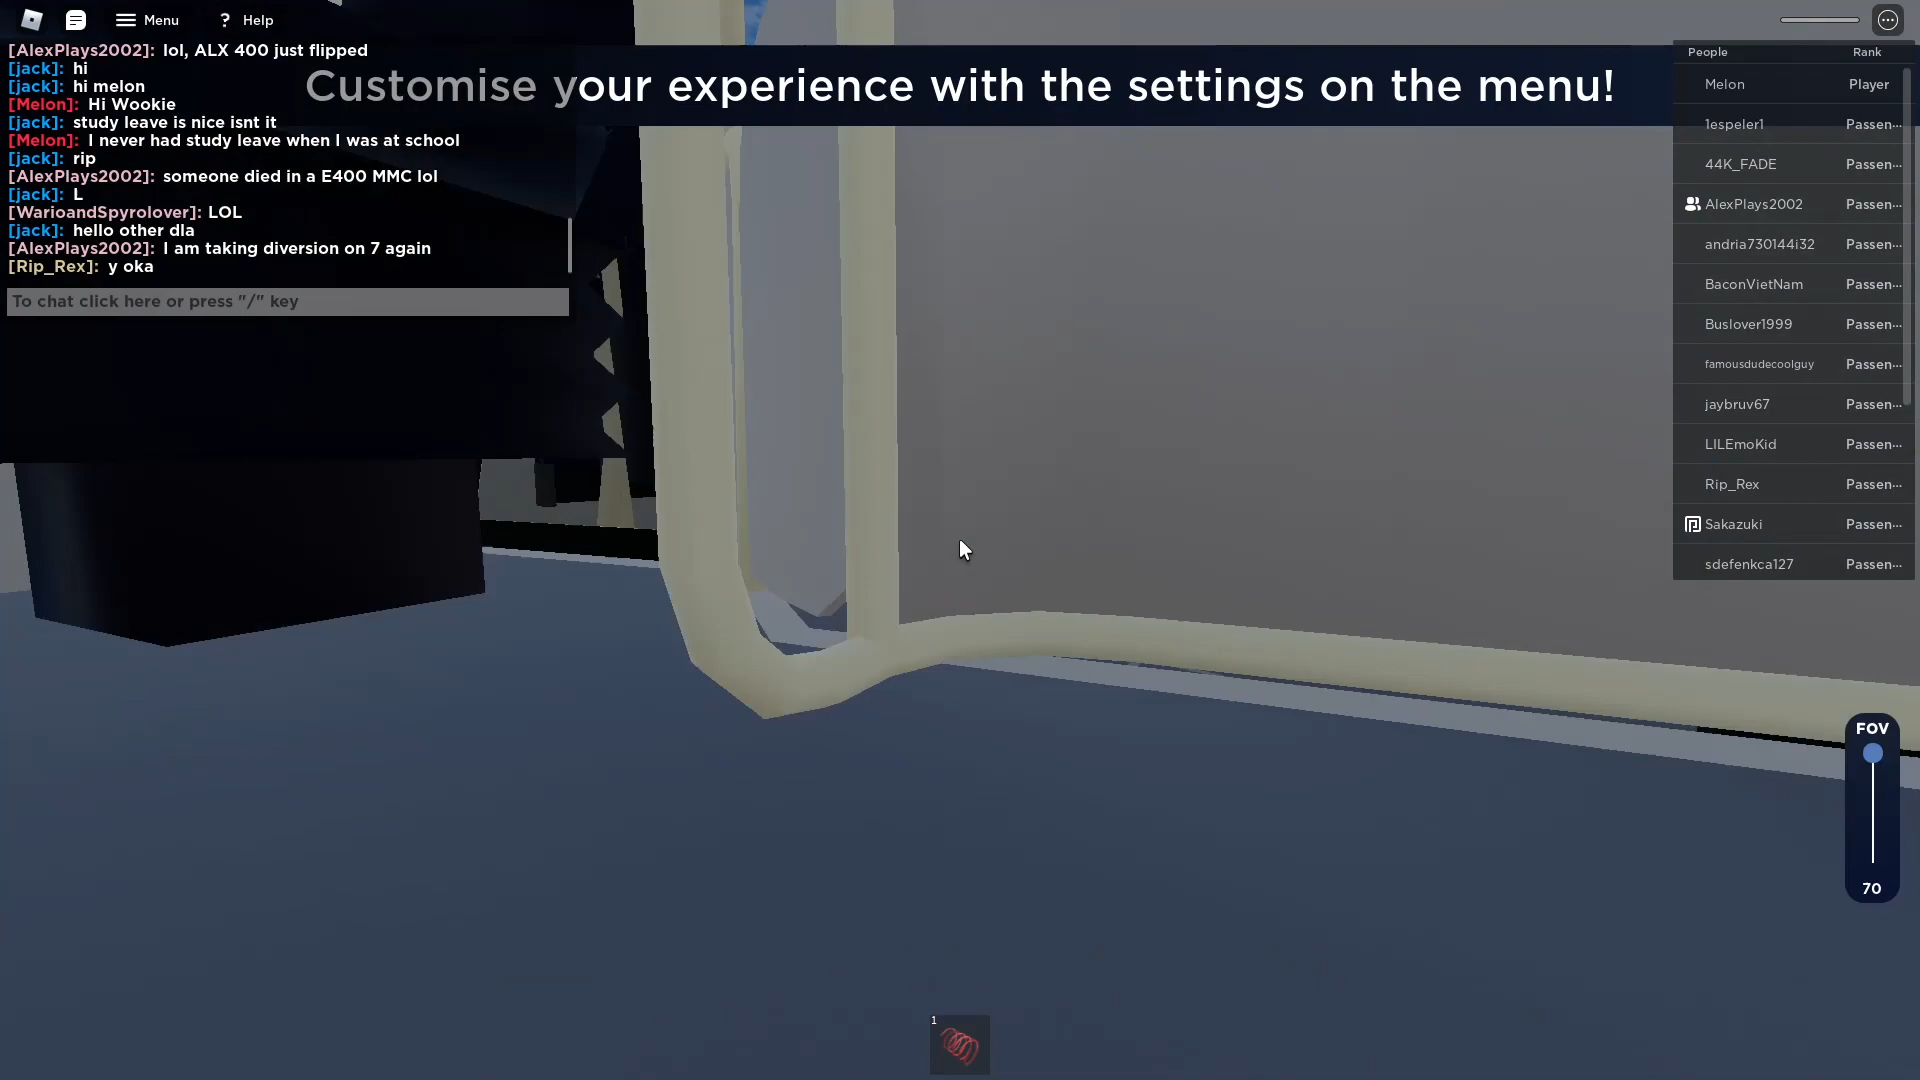 Menu
? Help
[AlexPlays2002]: lol, ALX 400 just flipped
[jack]: hi
[jack]: hi melon
[Melon]: Hi Wookie
[jack]: study leave is nice isnt it
[Melon]: I never had study leave when I was at school
[jack]: rip
[AlexPlays2002]: someone died in a E400 MMC lol
[jack]: L
[WarioandSpyrolover]: LOL
[jack]: hello other dla
[AlexPlays2002]: I am taking diversion on 7 again
[Rip_Rex]: y oka
To chat click here or press "/" key
Customise your experience with the settings on the menu!
People Rank
Melon Player
1espeler1 Passen...
44K_FADE Passen...
AlexPlays2002 Passen...
andria730144i32 Passen...
BaconVietNam Passen...
Buslover1999 Passen...
famousdudecoolguy Passen...
jaybruv67 Passen...
LILEmoKid Passen...
Rip_Rex Passen...
Sakazuki Passen...
sdefenkca127 Passen...
FOV
70
1